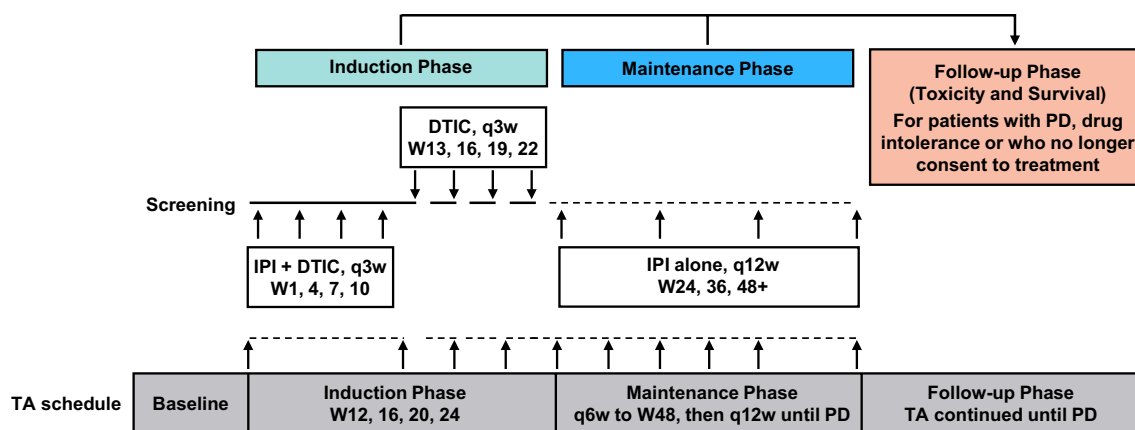 Induction Phase
Maintenance Phase
Follow-up Phase
(Toxicity and Survival)
For patients with PD, drug
intolerance or who no longer
consent to treatment
DTIC, q3w
W13, 16, 19, 22
Screening
IPI + DTIC, q3w
W1, 4, 7, 10
IPI alone, q12w
W24, 36, 48+
TA schedule
Baseline
Induction Phase
W12, 16, 20, 24
Maintenance Phase
q6w to W48, then q12w until PD
Follow-up Phase
TA continued until PD